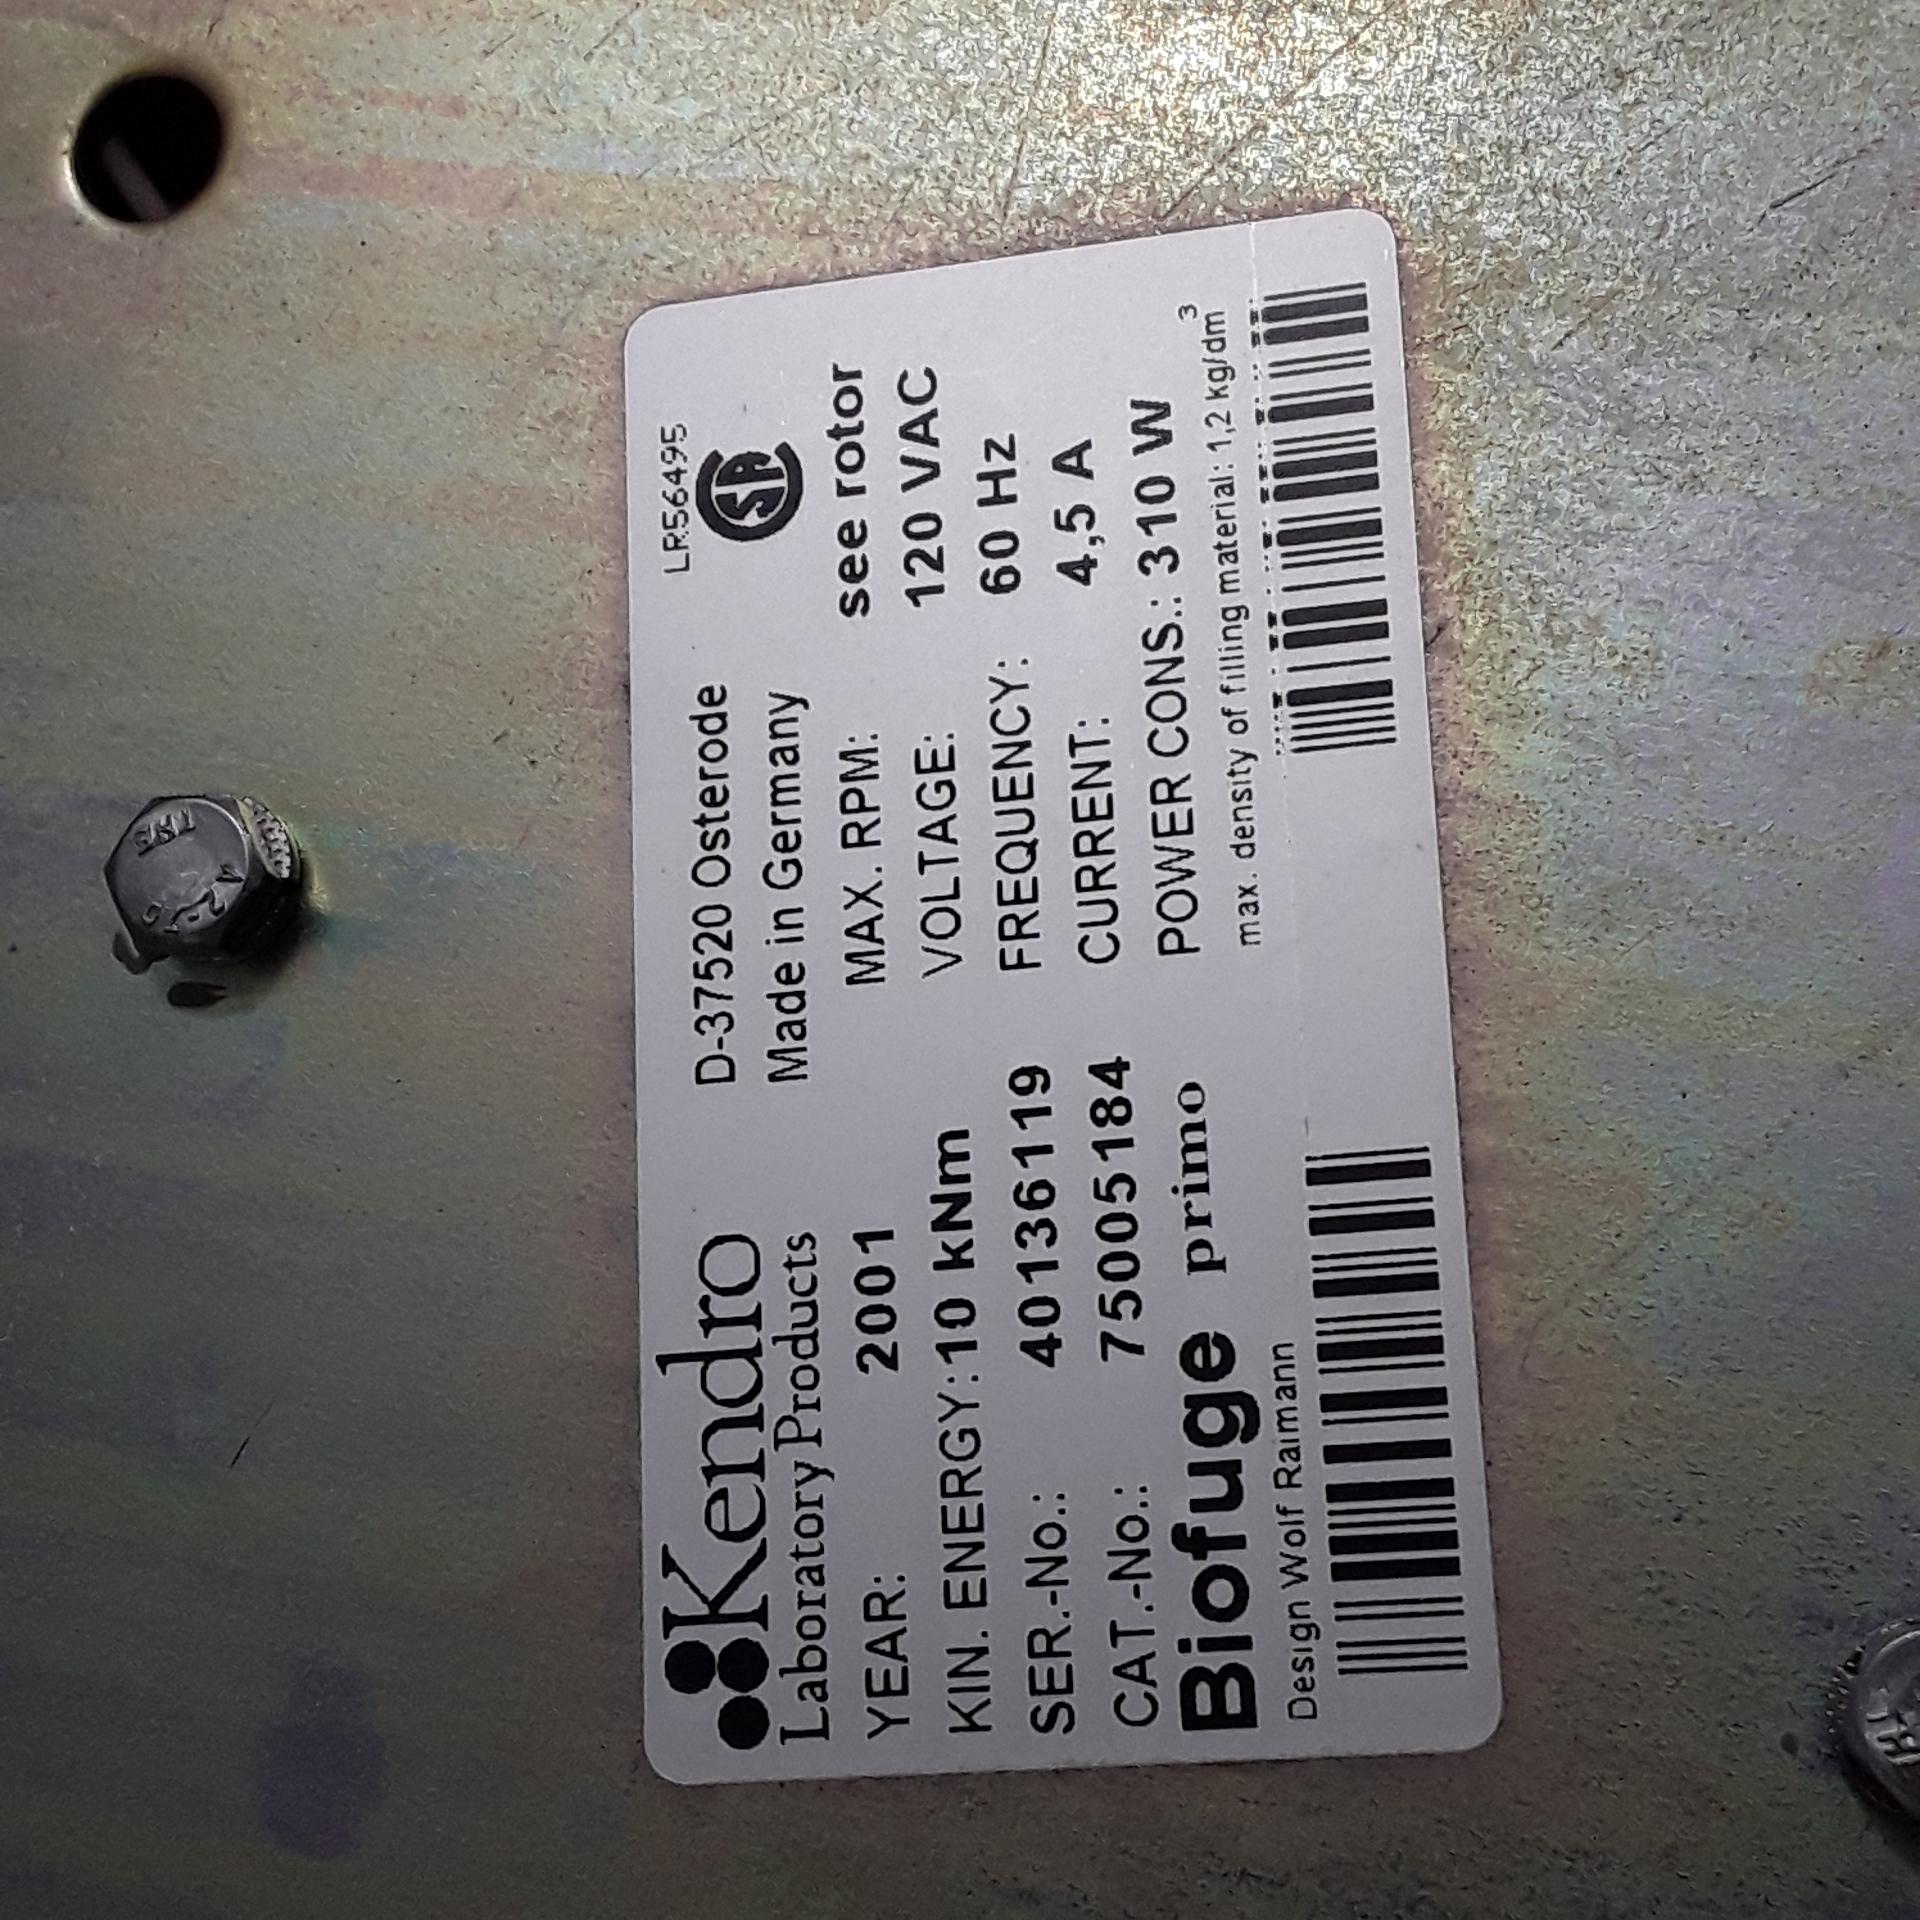 Kendro
Laboratory Products
D-37520 Osterode
Made in Germany
LR56495
YEAR: 2001
KIN. ENERGY: 10 kNm
SER.-No.: 40136119
CAT.-No.: 75005184
Biofuge primo
Design Wolf Raimann
MAX. RPM: see rotor
VOLTAGE: 120 VAC
FREQUENCY: 60 Hz
CURRENT: 4,5 A
POWER CONS.: 310 W
max. density of filling material: 1,2 kg/dm³